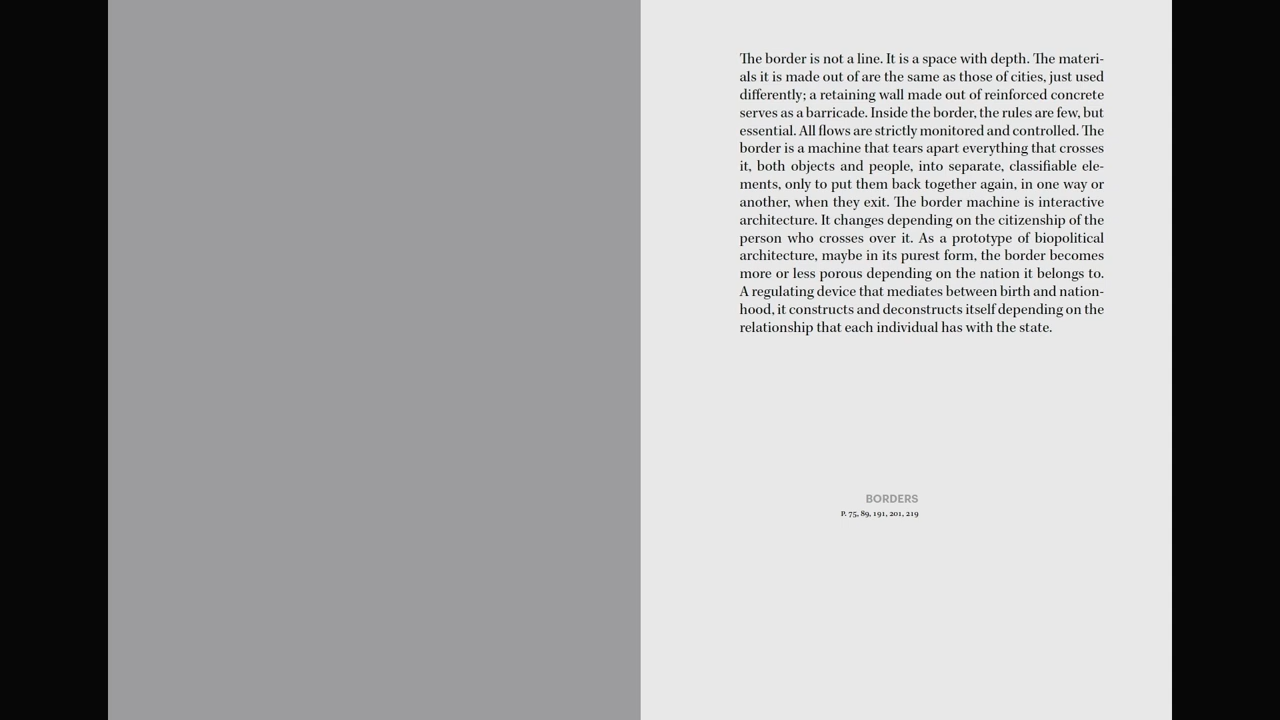 The border is not a line. It is a space with depth. The materi-
als it is made out of are the same as those of cities, just used
differently; a retaining wall made out of reinforced concrete
serves as a barricade. Inside the border, the rules are few, but
essential. All flows are strictly monitored and controlled. The
border is a machine that tears apart everything that crosses
it, both objects and people, into separate, classifiable ele-
ments, only to put them back together again, in one way or
another, when they exit. The border machine is interactive
architecture. It changes depending on the citizenship of the
person who crosses over it. As a prototype of biopolitical
architecture, maybe in its purest form, the border becomes
more or less porous depending on the nation it belongs to.
A regulating device that mediates between birth and nation-
hood, it constructs and deconstructs itself depending on the
relationship that each individual has with the state.
BORDERS
P. 75, 89, 191, 201, 219